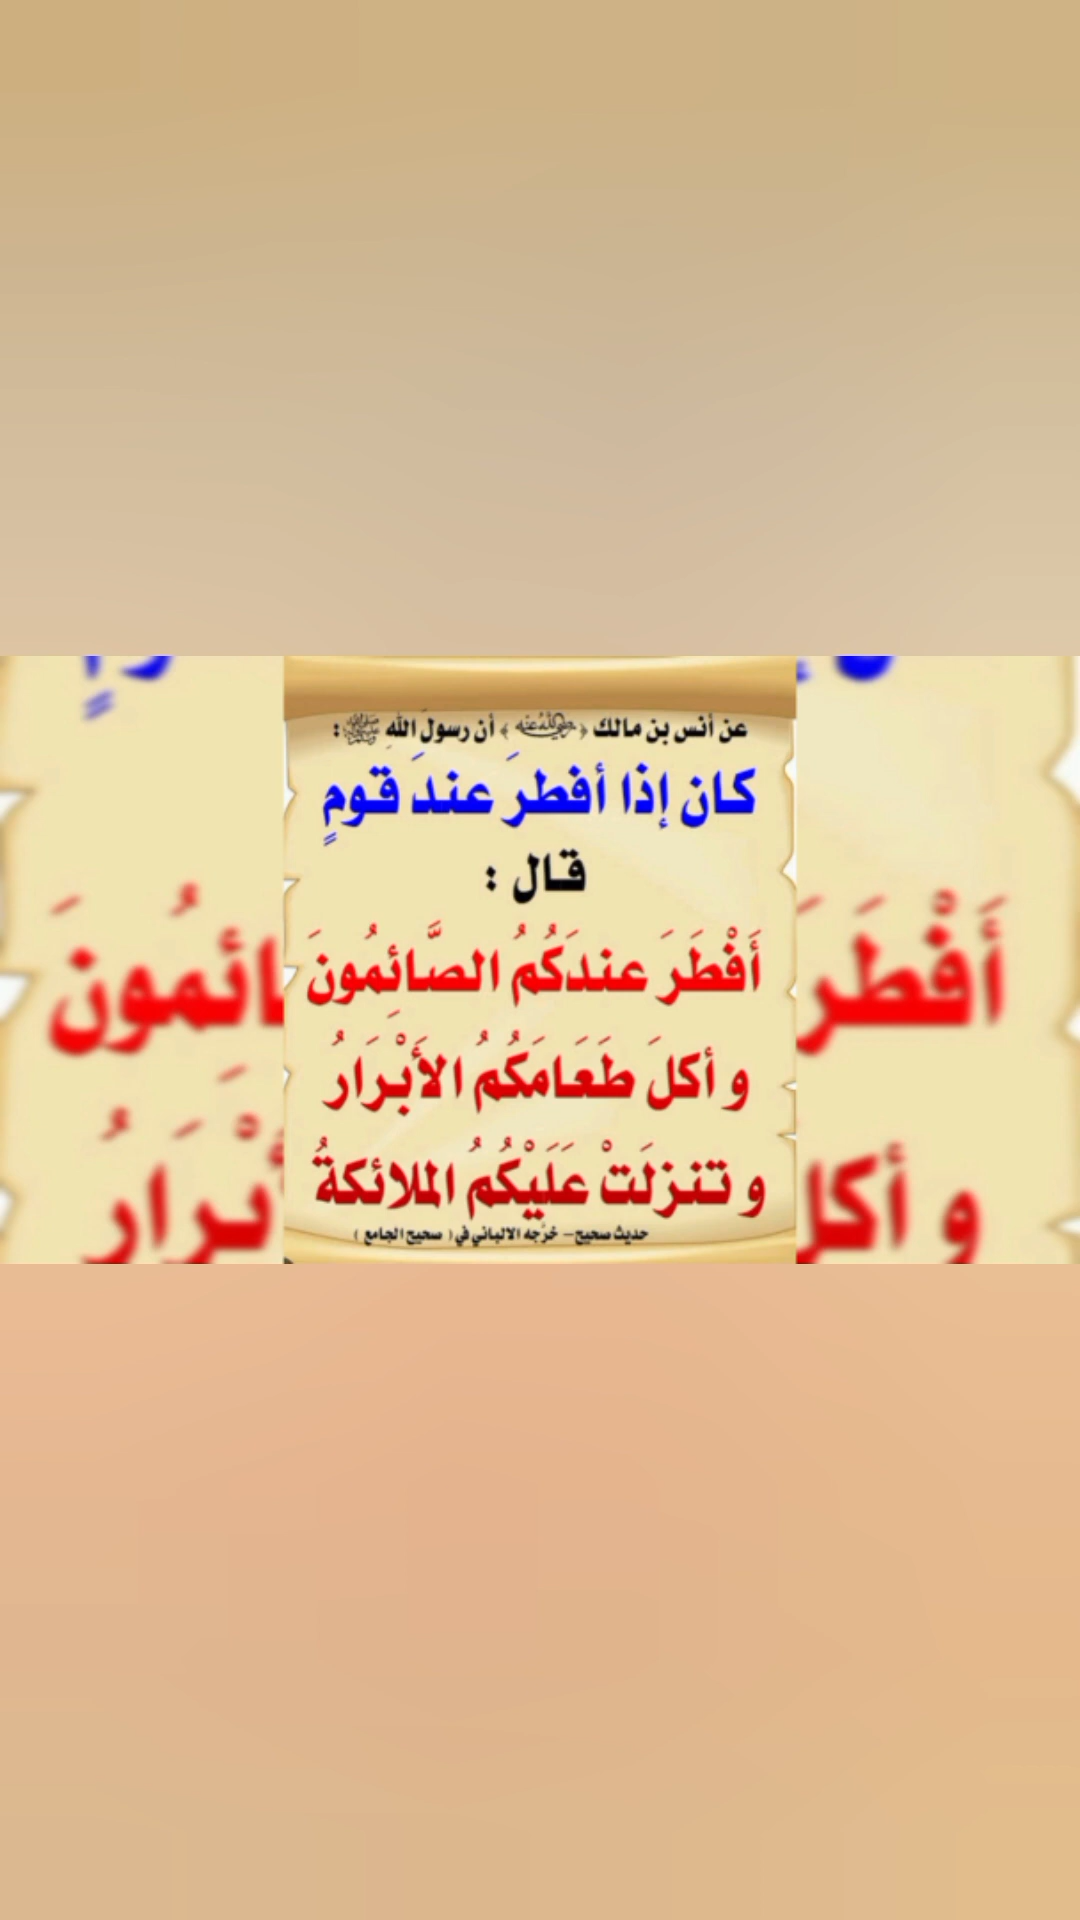 عن أنس بن مالك ﴿رضي الله عنه﴾ أن رسولَ اللهِ ﷺ :
كان إذا أفطرَ عندَ قومٍ
قال :
أَفْطَرَ عندَكُمُ الصَّائِمُونَ
و أكلَ طَعَامَكُمُ الأَبْرَارُ
و تنزلَتْ عَلَيْكُمُ الملائكةُ
حديث صحيح – خرّجه الالباني في ( صحيح الجامع )